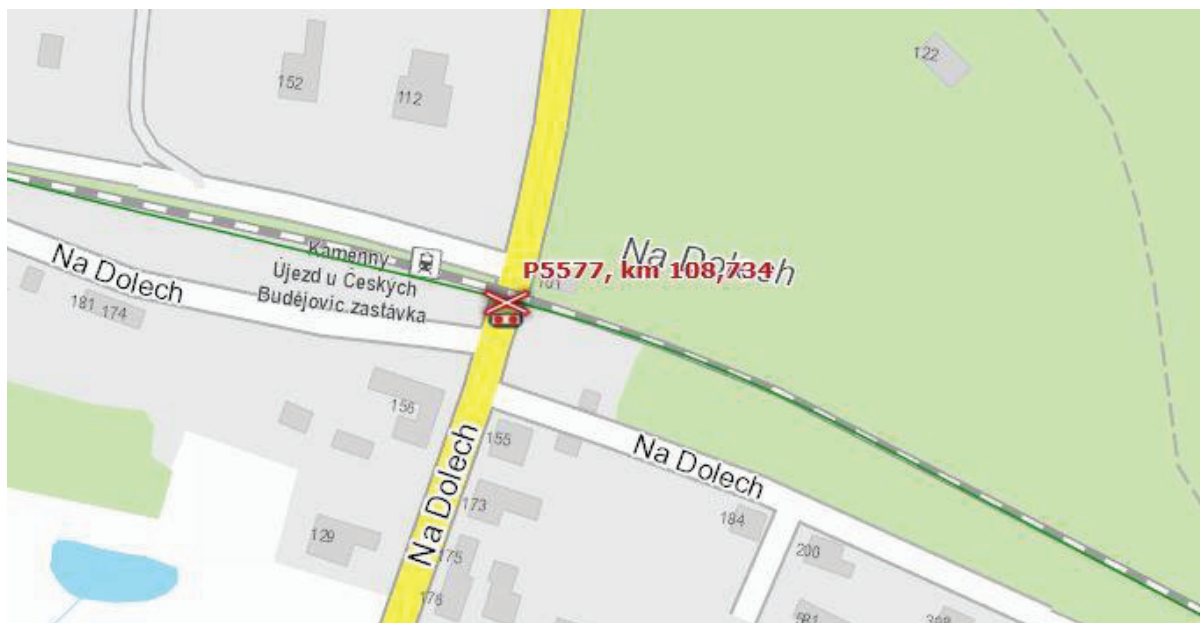 122
152
112
Na Dolech
Kamenný
Újezd u Českých
Budějovic.zastávka
P5577, km 108,734
101
Na Dolech
181 174
156
155
Na Dolech
Na Dolech
173
184
129
175
200
176
581